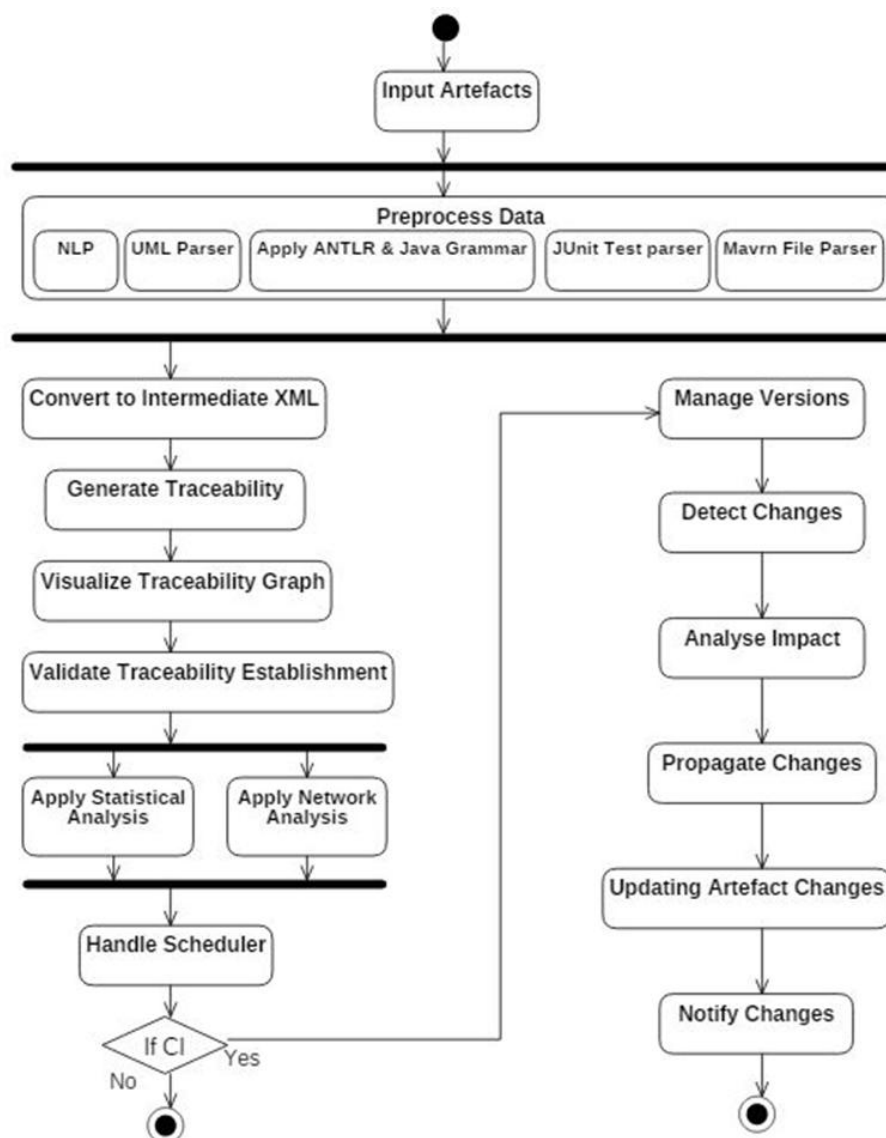 Input Artefacts
Preprocess Data
NLP
UML Parser
Apply ANTLR & Java Grammar
JUnit Test parser
Mavrn File Parser
Convert to Intermediate XML
Generate Traceability
Visualize Traceability Graph
Validate Traceability Establishment
Apply Statistical
Analysis
Apply Network
Analysis
Handle Scheduler
If CI
Yes
No
Manage Versions
Detect Changes
Analyse Impact
Propagate Changes
Updating Artefact Changes
Notify Changes